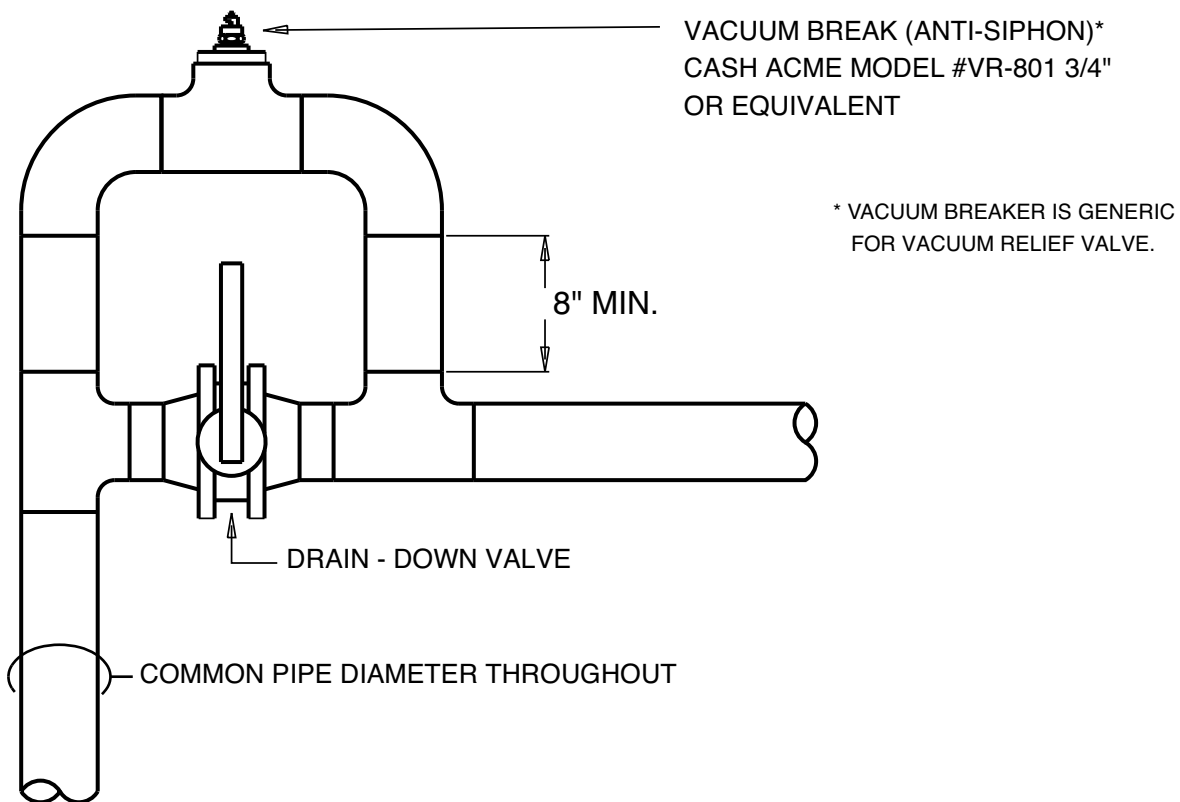 VACUUM BREAK (ANTI-SIPHON)*
CASH ACME MODEL #VR-801 3/4"
OR EQUIVALENT
* VACUUM BREAKER IS GENERIC
FOR VACUUM RELIEF VALVE.
8" MIN.
DRAIN - DOWN VALVE
COMMON PIPE DIAMETER THROUGHOUT